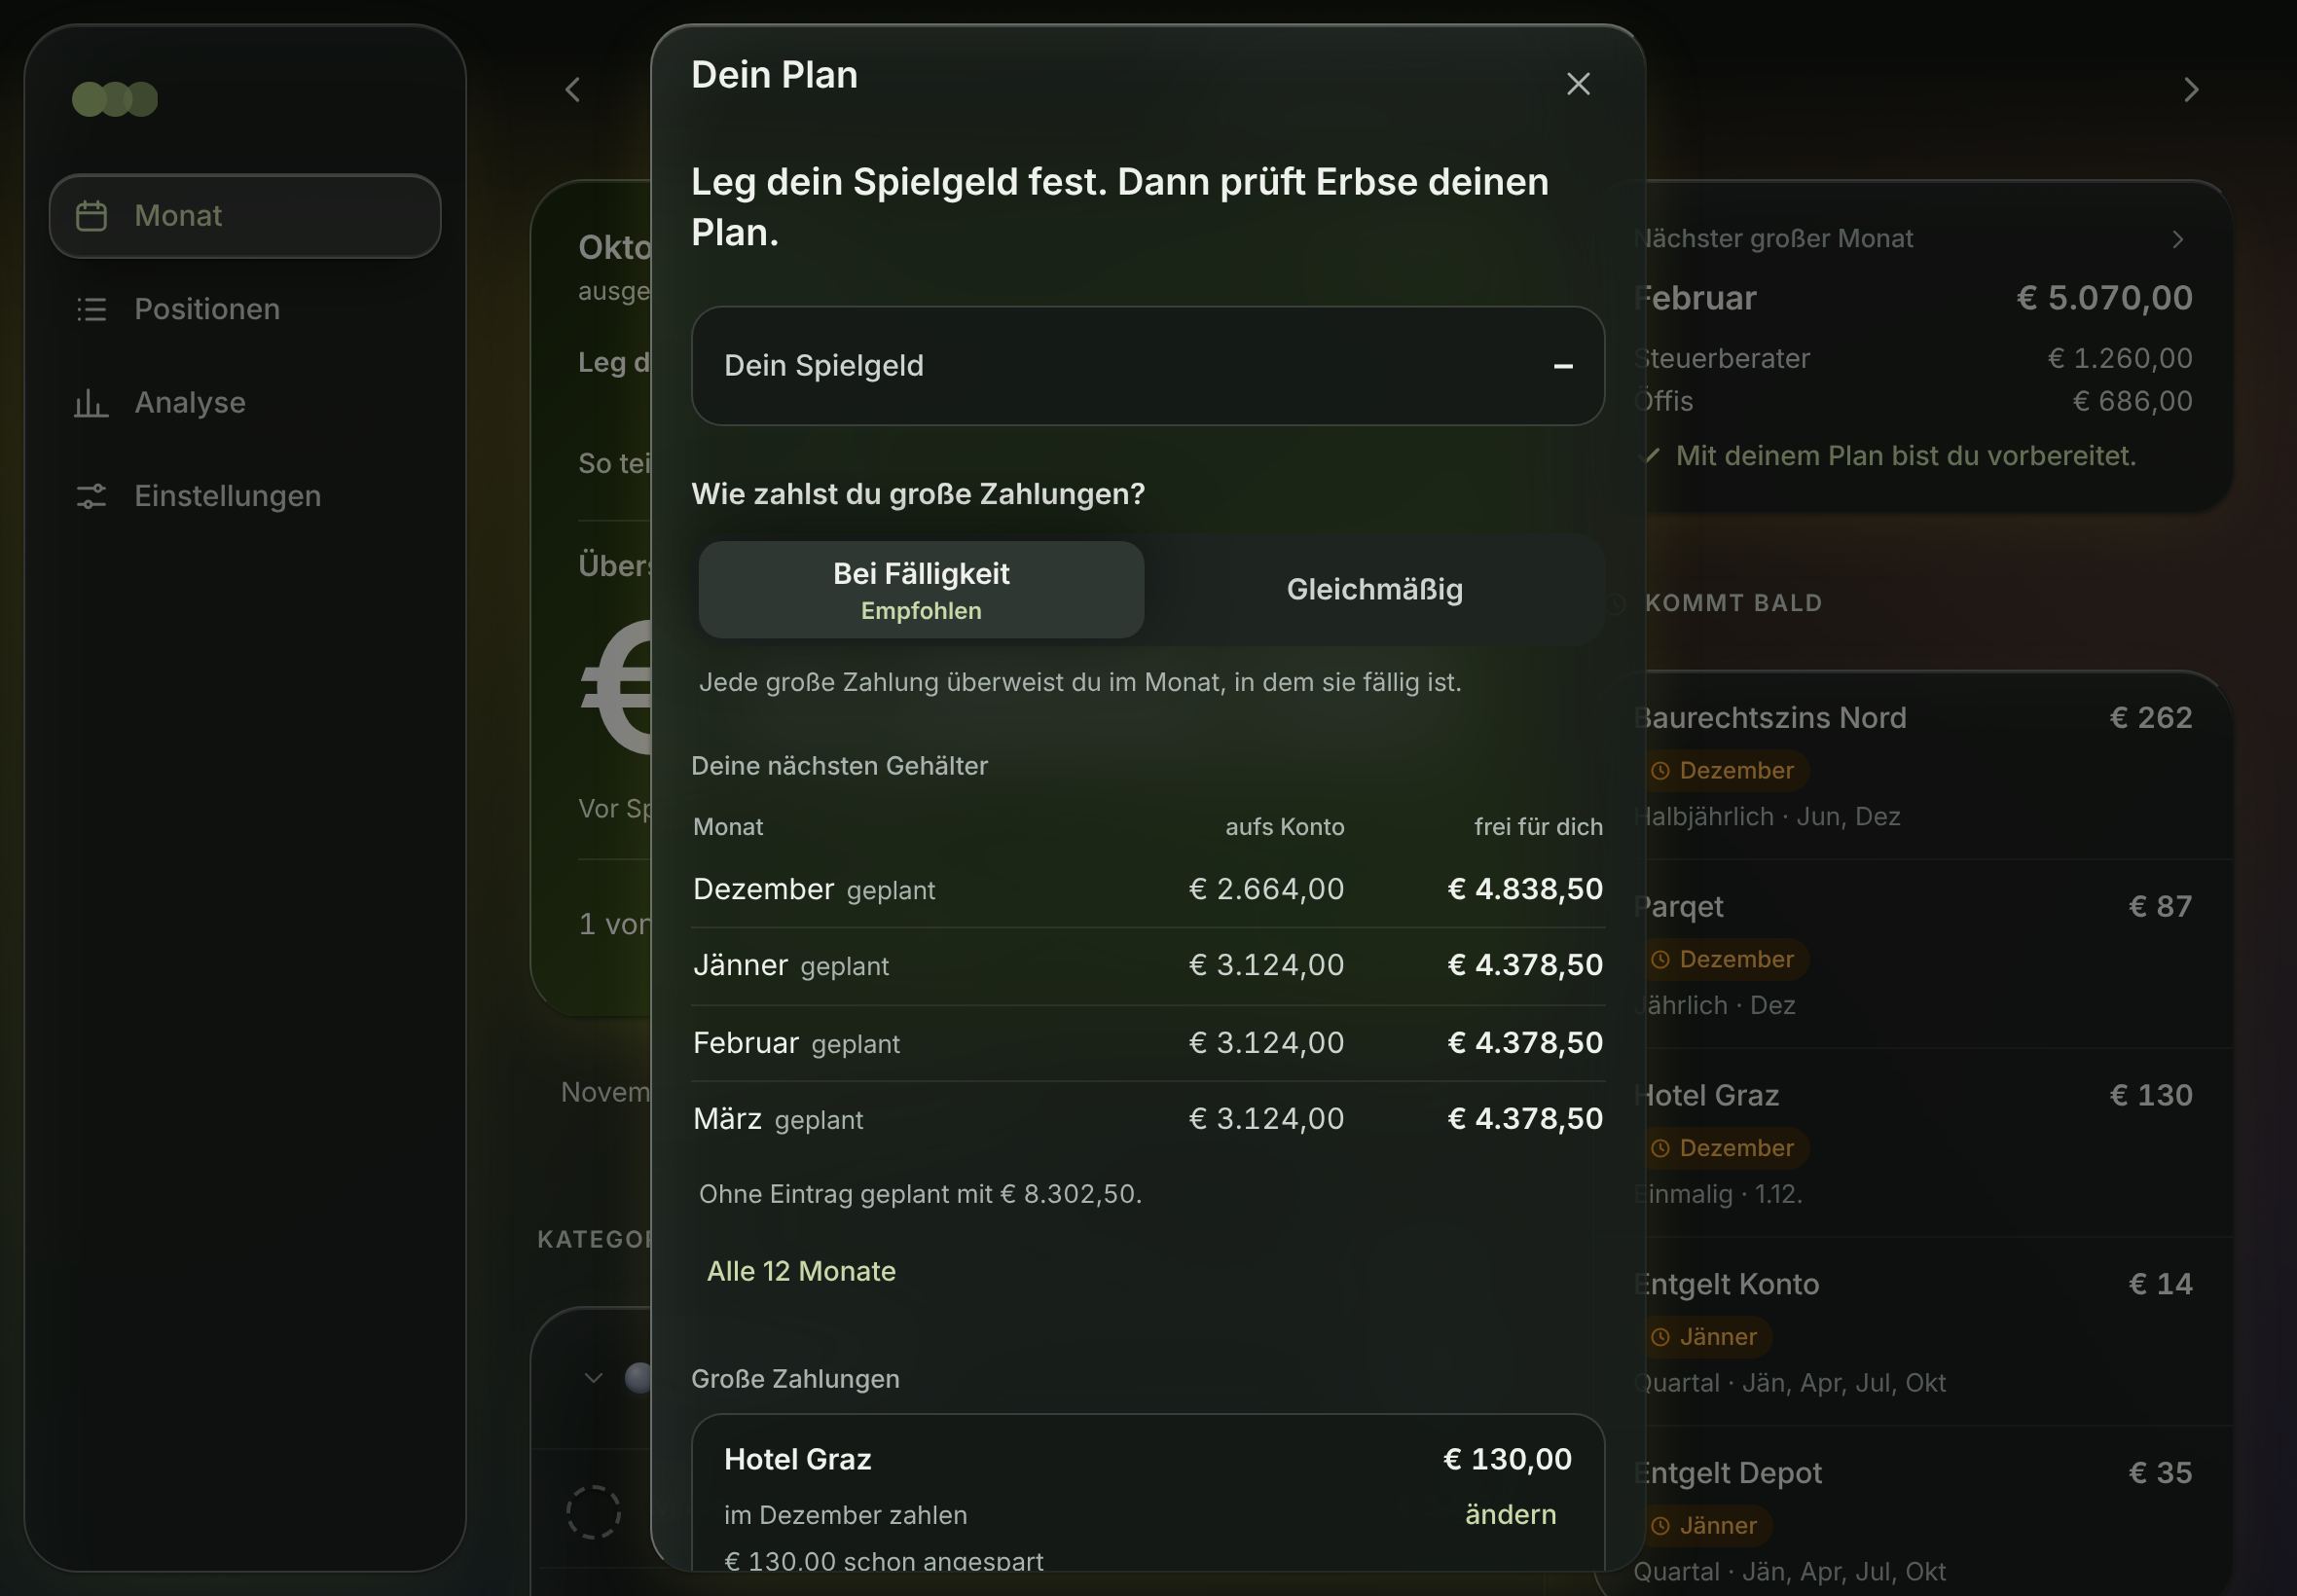 Monat
Positionen
Analyse
Einstellungen
ausge
Leg d
So tei
€
1 von
Dein Plan
Leg dein Spielgeld fest. Dann prüft Erbse deinen
Plan.
Dein Spielgeld –
Wie zahlst du große Zahlungen?
Bei Fälligkeit
Empfohlen
Gleichmäßig
Jede große Zahlung überweist du im Monat, in dem sie fällig ist.
Deine nächsten Gehälter
Monat aufs Konto frei für dich
Dezember geplant € 2.664,00 € 4.838,50
Jänner geplant € 3.124,00 € 4.378,50
Februar geplant € 3.124,00 € 4.378,50
März geplant € 3.124,00 € 4.378,50
Ohne Eintrag geplant mit € 8.302,50.
Alle 12 Monate
Große Zahlungen
Hotel Graz € 130,00
im Dezember zahlen ändern
€ 130,00 schon angespart
Nächster großer Monat
Februar € 5.070,00
Steuerberater € 1.260,00
Öffis € 686,00
Mit deinem Plan bist du vorbereitet.
KOMMT BALD
Baurechtszins Nord € 262
Dezember
Halbjährlich · Jun, Dez
Parqet € 87
Dezember
Jährlich · Dez
Hotel Graz € 130
Dezember
Einmalig · 1.12.
Entgelt Konto € 14
Jänner
Quartal · Jän, Apr, Jul, Okt
Entgelt Depot € 35
Jänner
Quartal · Jän, Apr, Jul, Okt